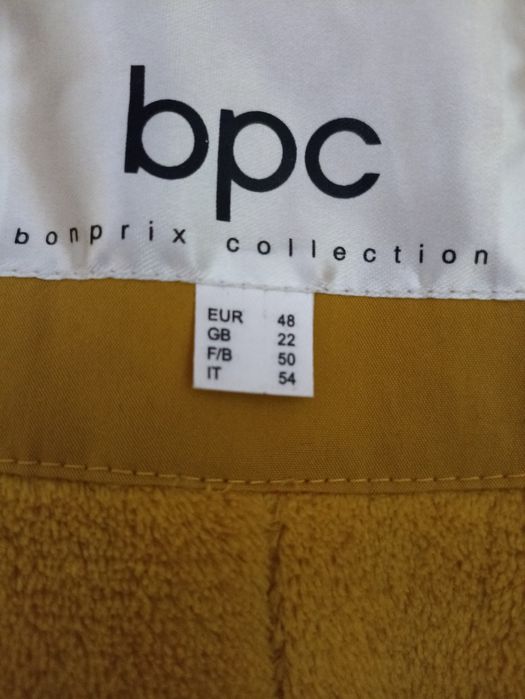 bpc
bonprix collection
EUR 48
GB 22
F/B 50
IT 54